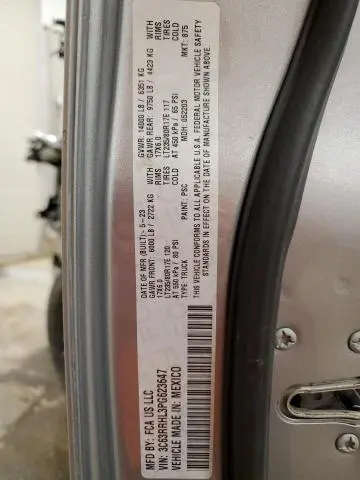 MFD BY: FCA US LLC
VIN: 3C63RRHL3PG623647
VEHICLE MADE IN: MEXICO
DATE OF MFR (BUILT): 5-23 GVWR: 14000 LB / 6351 KG
GAWR FRONT: 6000 LB / 2722 KG WITH GAWR REAR: 9750 LB / 4423 KG WITH
17X6.0 RIMS 17X6.0 RIMS
LT235/80R17E 120 TIRES LT235/80R17E 117 TIRES
AT 550 kPa / 80 PSI COLD AT 450 kPa / 65 PSI COLD
THIS VEHICLE CONFORMS TO ALL APPLICABLE U.S.A. FEDERAL MOTOR VEHICLE SAFETY
STANDARDS IN EFFECT ON THE DATE OF MANUFACTURE SHOWN ABOVE.
TYPE: TRUCK PAINT: PSC MDH: 052203 MKT: 875